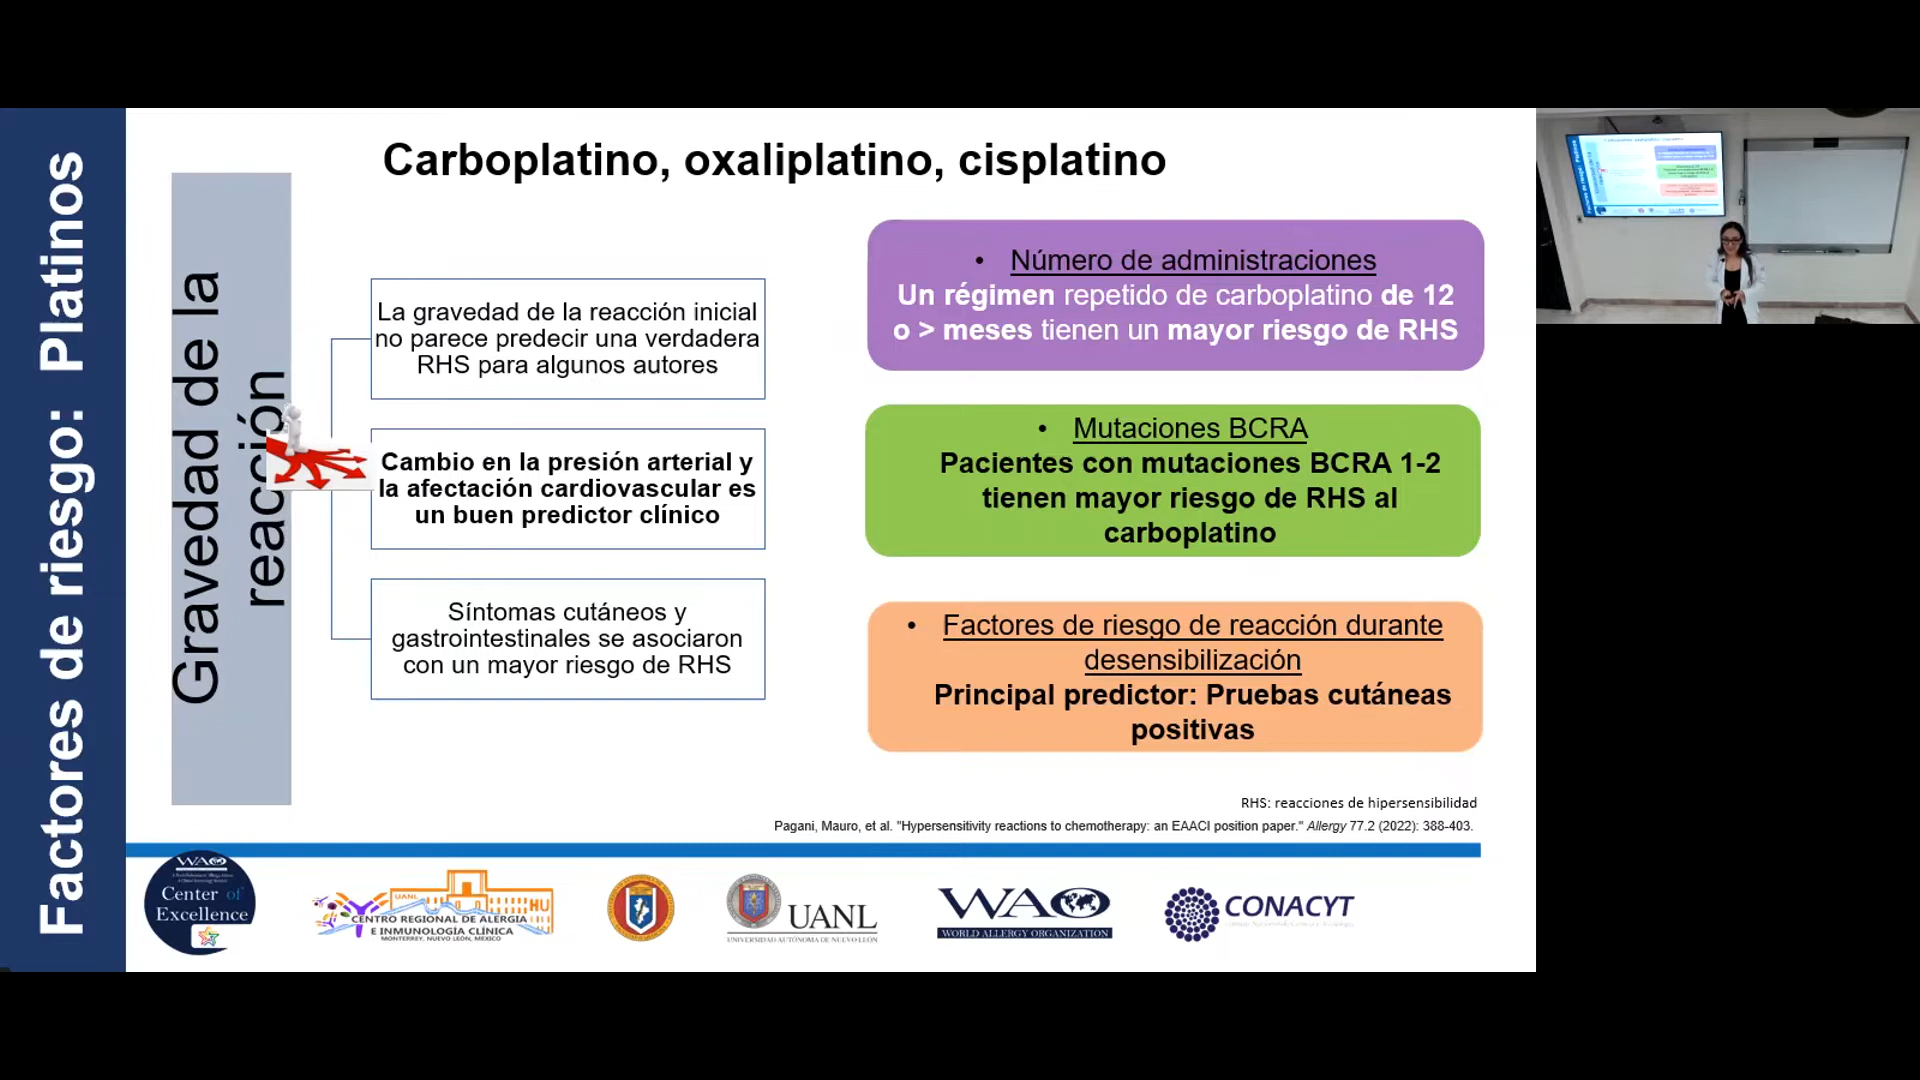 Factores de riesgo: Platinos
Carboplatino, oxaliplatino, cisplatino
Gravedad de la
reacción
La gravedad de la reacción inicial
no parece predecir una verdadera
RHS para algunos autores
Cambio en la presión arterial y
la afectación cardiovascular es
un buen predictor clínico
Síntomas cutáneos y
gastrointestinales se asociaron
con un mayor riesgo de RHS
• Número de administraciones
Un régimen repetido de carboplatino de 12
o > meses tienen un mayor riesgo de RHS
• Mutaciones BCRA
Pacientes con mutaciones BCRA 1-2
tienen mayor riesgo de RHS al
carboplatino
• Factores de riesgo de reacción durante
desensibilización
Principal predictor: Pruebas cutáneas
positivas
RHS: reacciones de hipersensibilidad
Pagani, Mauro, et al. "Hypersensitivity reactions to chemotherapy: an EAACI position paper." Allergy 77.2 (2022): 388-403.
WAO
Center of
Excellence
UANL
HU
CENTRO REGIONAL DE ALERGIA
E INMUNOLOGÍA CLÍNICA
MONTERREY, NUEVO LEÓN, MÉXICO
UANL
UNIVERSIDAD AUTÓNOMA DE NUEVO LEÓN
WAO
WORLD ALLERGY ORGANIZATION
CONACYT